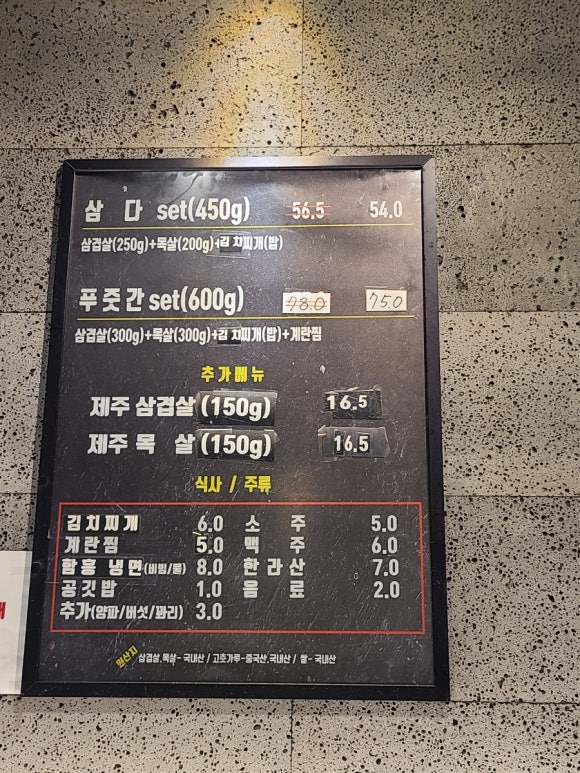 삼 다 set(450g) 56.5 54.0
삼겹살(250g)+목살(200g)+김치찌개(밥)
푸줏간 set(600g) 78.0 75.0
삼겹살(300g)+목살(300g)+김치찌개(밥)+계란찜
추가메뉴
제주 삼겹살 (150g) 16.5
제주 목 살 (150g) 16.5
식사 / 주류
김치찌개 6.0 소 주 5.0
계란찜 5.0 맥 주 6.0
함흥 냉면(비빔/물) 8.0 한라산 7.0
공깃밥 1.0 음 료 2.0
추가(양파/버섯/꽈리) 3.0
원산지 삼겹살,목살- 국내산 / 고춧가루-중국산,국내산 / 쌀- 국내산